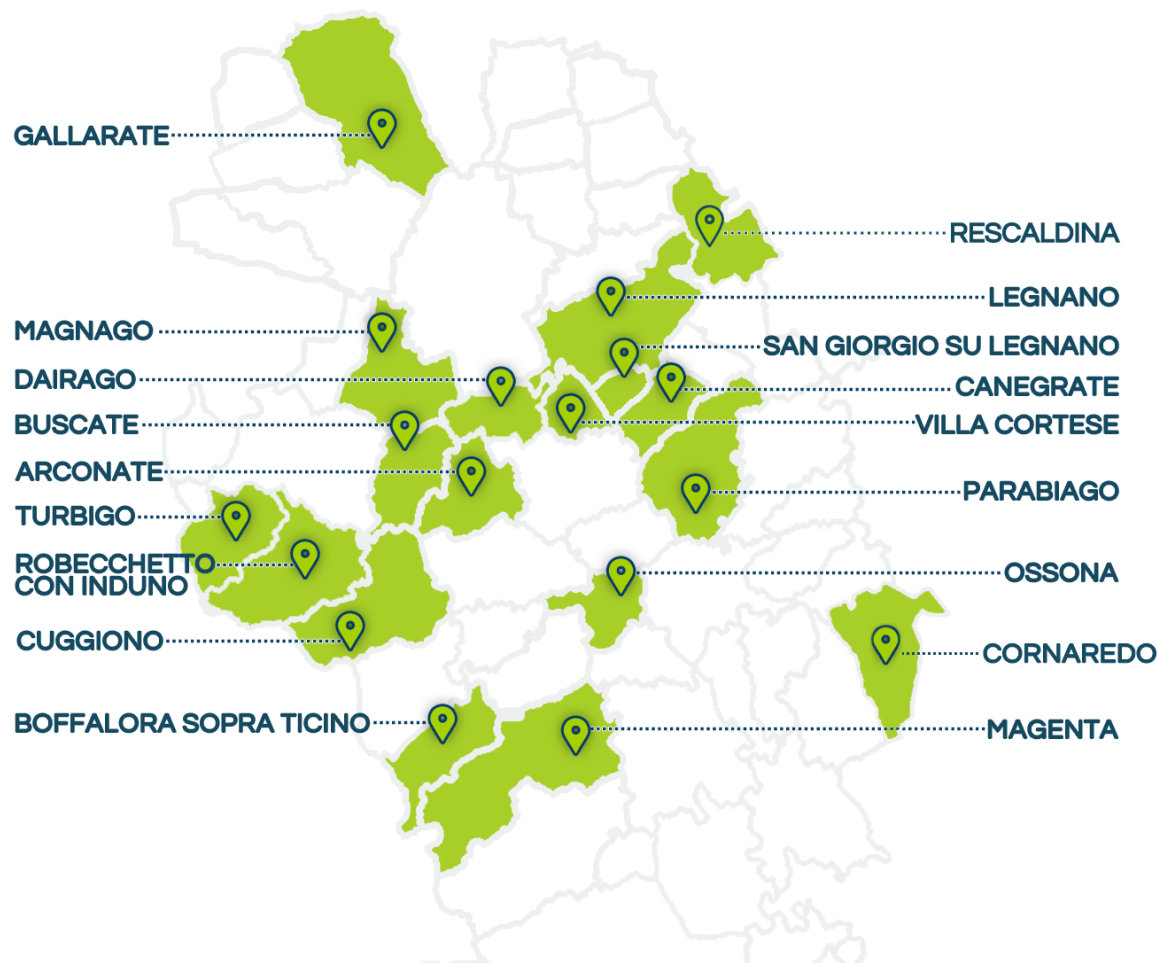 GALLARATE
RESCALDINA
LEGNANO
MAGNAGO
SAN GIORGIO SU LEGNANO
DAIRAGO
CANEGRATE
BUSCATE
VILLA CORTESE
ARCONATE
PARABIAGO
TURBIGO
ROBECCHETTO
CON INDUNO
OSSONA
CUGGIONO
CORNAREDO
BOFFALORA SOPRA TICINO
MAGENTA